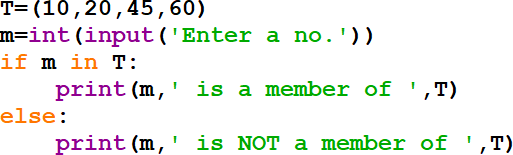 T=(10,20,45,60)
m=int(input('Enter a no.'))
if m in T:
    print(m,' is a member of ',T)
else:
    print(m,' is NOT a member of ',T)